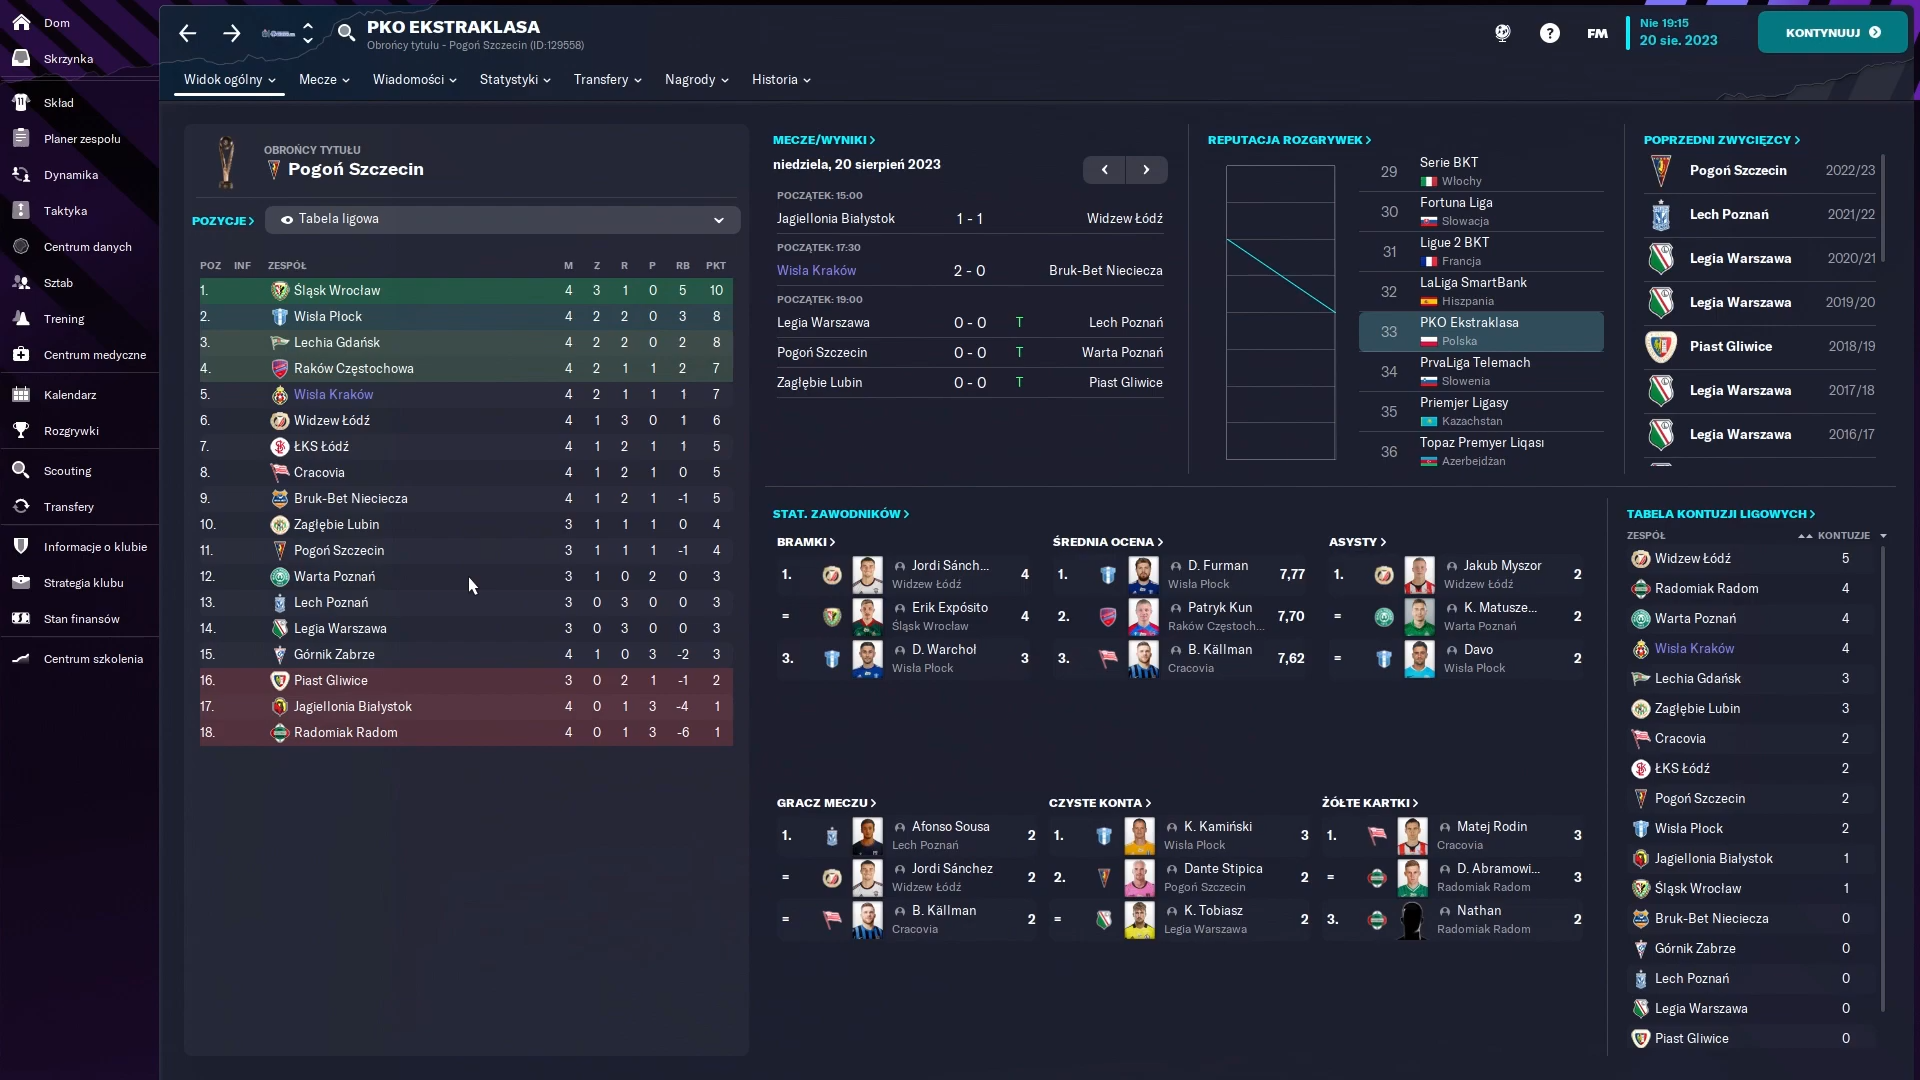 Dom
Skrzynka
Skład
Planer zespołu
Dynamika
Taktyka
Centrum danych
Sztab
Trening
Centrum medyczne
Kalendarz
Rozgrywki
Scouting
Transfery
Informacje o klubie
Strategia klubu
Stan finansów
Centrum szkolenia
PKO EKSTRAKLASA
Obrońcy tytułu - Pogoń Szczecin (ID:129558)
FM
Nie 19:15
20 sie. 2023
KONTYNUUJ
Widok ogólny Mecze Wiadomości Statystyki Transfery Nagrody Historia
OBROŃCY TYTUŁU
Pogoń Szczecin
POZYCJE Tabela ligowa
POZ INF ZESPÓŁ M Z R P RB PKT
1. Śląsk Wrocław 4 3 1 0 5 10
2. Wisła Płock 4 2 2 0 3 8
3. Lechia Gdańsk 4 2 2 0 2 8
4. Raków Częstochowa 4 2 1 1 2 7
5. Wisła Kraków 4 2 1 1 1 7
6. Widzew Łódź 4 1 3 0 1 6
7. ŁKS Łódź 4 1 2 1 1 5
8. Cracovia 4 1 2 1 0 5
9. Bruk-Bet Nieciecza 4 1 2 1 -1 5
10. Zagłębie Lubin 3 1 1 1 0 4
11. Pogoń Szczecin 3 1 1 1 -1 4
12. Warta Poznań 3 1 0 2 0 3
13. Lech Poznań 3 0 3 0 0 3
14. Legia Warszawa 3 0 3 0 0 3
15. Górnik Zabrze 4 1 0 3 -2 3
16. Piast Gliwice 3 0 2 1 -1 2
17. Jagiellonia Białystok 4 0 1 3 -4 1
18. Radomiak Radom 4 0 1 3 -6 1
MECZE/WYNIKI
niedziela, 20 sierpień 2023
POCZĄTEK: 15:00
Jagiellonia Białystok 1 - 1 Widzew Łódź
POCZĄTEK: 17:30
Wisła Kraków 2 - 0 Bruk-Bet Nieciecza
POCZĄTEK: 19:00
Legia Warszawa 0 - 0 T Lech Poznań
Pogoń Szczecin 0 - 0 T Warta Poznań
Zagłębie Lubin 0 - 0 T Piast Gliwice
REPUTACJA ROZGRYWEK
29 Serie BKT
Włochy
30 Fortuna Liga
Słowacja
31 Ligue 2 BKT
Francja
32 LaLiga SmartBank
Hiszpania
33 PKO Ekstraklasa
Polska
34 PrvaLiga Telemach
Słowenia
35 Priemjer Ligasy
Kazachstan
36 Topaz Premyer Liqası
Azerbejdżan
POPRZEDNI ZWYCIĘZCY
Pogoń Szczecin 2022/23
Lech Poznań 2021/22
Legia Warszawa 2020/21
Legia Warszawa 2019/20
Piast Gliwice 2018/19
Legia Warszawa 2017/18
Legia Warszawa 2016/17
STAT. ZAWODNIKÓW
BRAMKI
1. Jordi Sánch... 4
Widzew Łódź
= Erik Expósito 4
Śląsk Wrocław
3. D. Warchoł 3
Wisła Płock
ŚREDNIA OCENA
1. D. Furman 7,77
Wisła Płock
2. Patryk Kun 7,70
Raków Częstoch...
3. B. Källman 7,62
Cracovia
ASYSTY
1. Jakub Myszor 2
Widzew Łódź
= K. Matusze... 2
Warta Poznań
= Davo 2
Wisła Płock
GRACZ MECZU
1. Afonso Sousa 2
Lech Poznań
= Jordi Sánchez 2
Widzew Łódź
= B. Källman 2
Cracovia
CZYSTE KONTA
1. K. Kamiński 3
Wisła Płock
2. Dante Stipica 2
Pogoń Szczecin
= K. Tobiasz 2
Legia Warszawa
ŻÓŁTE KARTKI
1. Matej Rodin 3
Cracovia
= D. Abramowi... 3
Radomiak Radom
3. Nathan 2
Radomiak Radom
TABELA KONTUZJI LIGOWYCH
ZESPÓŁ KONTUZJE
Widzew Łódź 5
Radomiak Radom 4
Warta Poznań 4
Wisła Kraków 4
Lechia Gdańsk 3
Zagłębie Lubin 3
Cracovia 2
ŁKS Łódź 2
Pogoń Szczecin 2
Wisła Płock 2
Jagiellonia Białystok 1
Śląsk Wrocław 1
Bruk-Bet Nieciecza 0
Górnik Zabrze 0
Lech Poznań 0
Legia Warszawa 0
Piast Gliwice 0